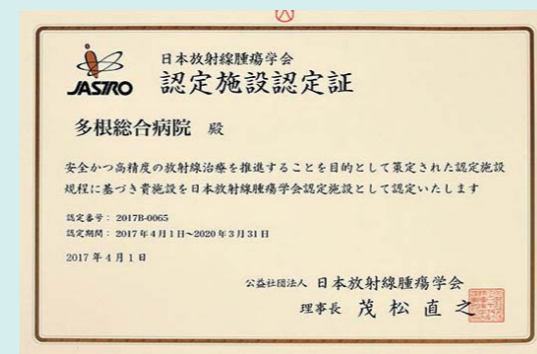 JASTRO
日本放射線腫瘍学会
認定施設認定証
多根総合病院 殿
安全かつ高精度の放射線治療を推進することを目的として策定された認定施設
規程に基づき貴施設を日本放射線腫瘍学会認定施設として認定いたします
認定番号：2017B-0065
認定期間：2017年4月1日~2020年3月31日
2017年4月1日
公益社団法人 日本放射線腫瘍学会
理事長 茂松直之